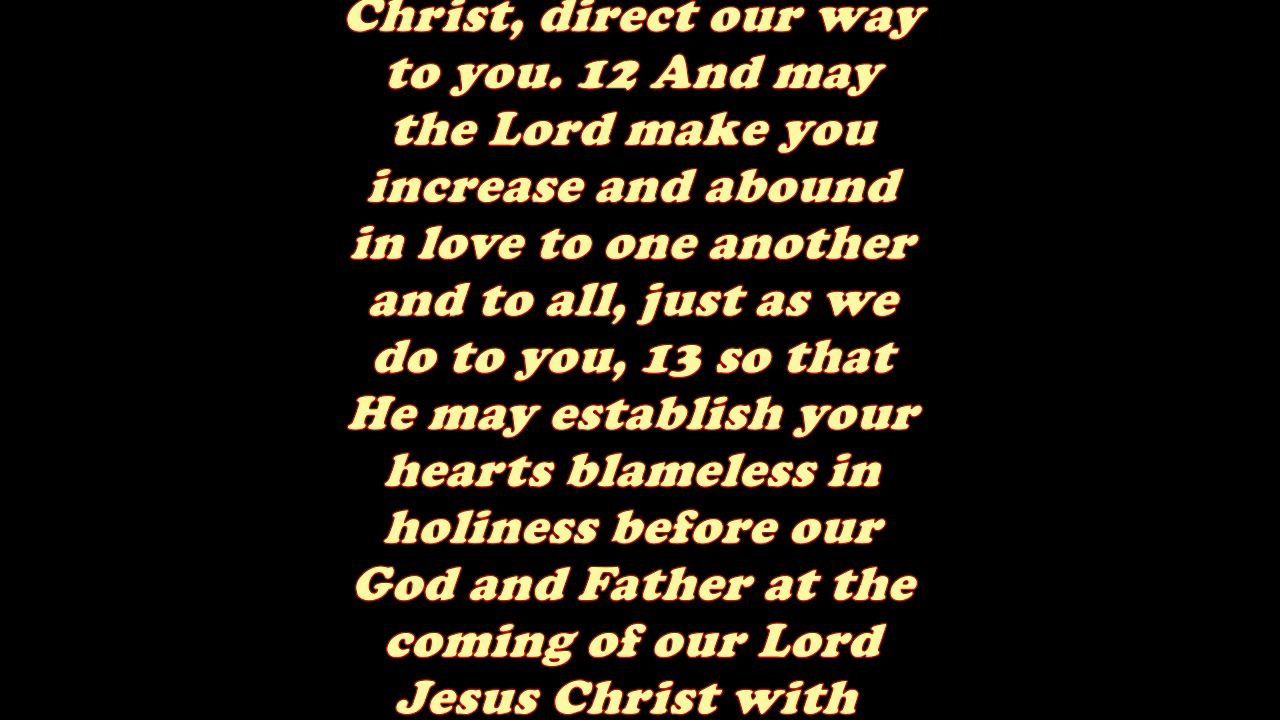 Christ, direct our way
to you. 12 And may
the Lord make you
increase and abound
in love to one another
and to all, just as we
do to you, 13 so that
He may establish your
hearts blameless in
holiness before our
God and Father at the
coming of our Lord
Jesus Christ with